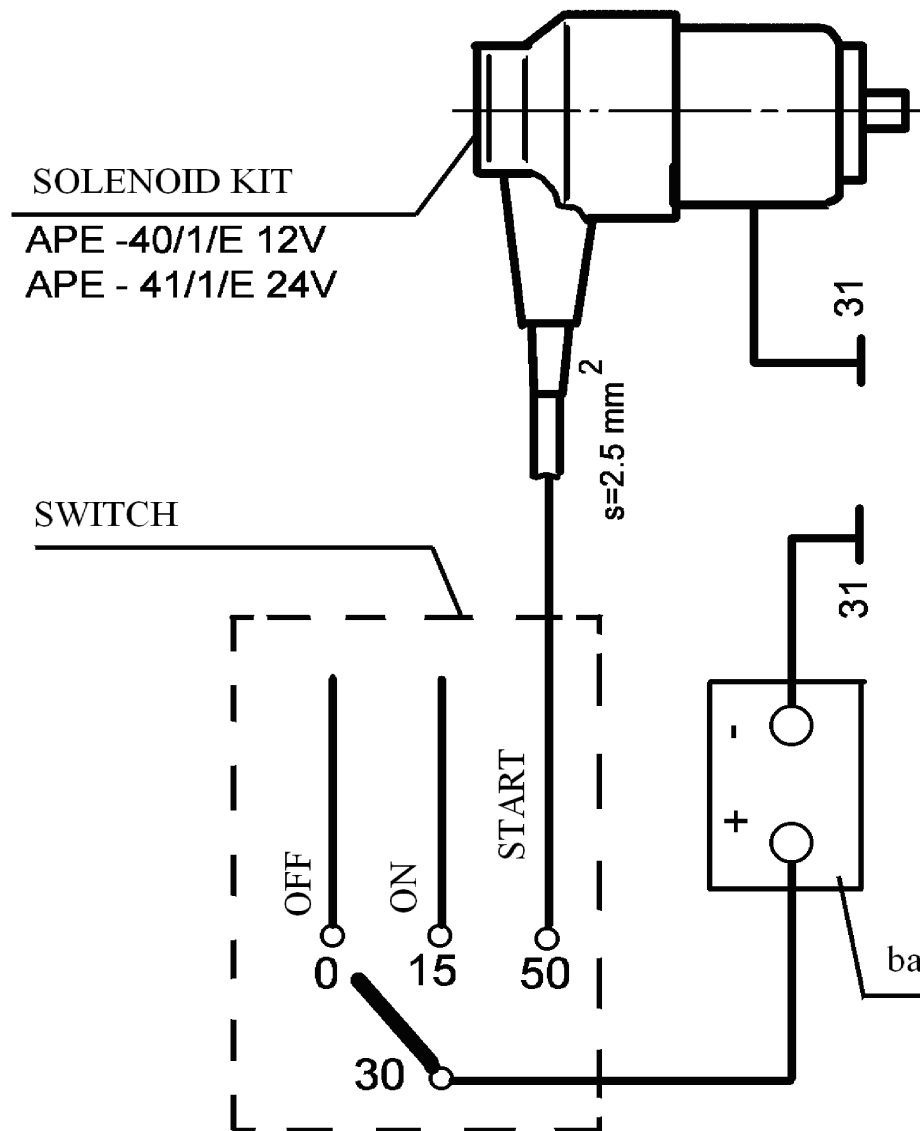 SOLENOID KIT
APE -40/1/E 12V
APE - 41/1/E 24V
31
s=2.5 mm 2
SWITCH
31
-
+
OFF
ON
START
0
15
50
30
ba